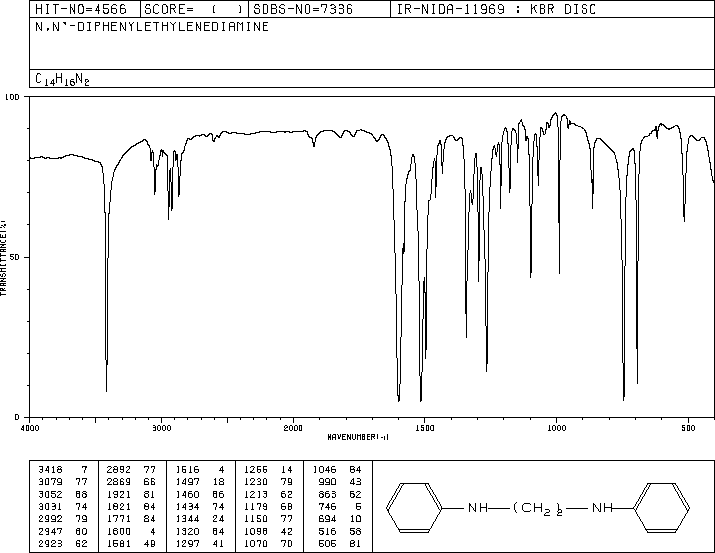 HIT-NO=4566 SCORE= ( ) SDBS-NO=7336 IR-NIDA-11969 : KBR DISC
N,N'-DIPHENYLETHYLENEDIAMINE
C14H16N2
100
50
0
TRANSMITTANCE(%)
4000 3000 2000 1500 1000 500
WAVENUMBER(-1)
3418 7 2892 77 1516 4 1266 14 1046 84
3079 77 2869 66 1497 18 1230 79 990 43
3052 68 1921 81 1460 66 1213 62 863 62
3031 74 1821 84 1434 74 1179 68 746 5
2992 79 1771 84 1344 24 1150 77 694 10
2947 60 1600 4 1320 64 1098 42 516 58
2923 62 1581 49 1297 41 1070 70 505 81
NH (CH2)2 NH